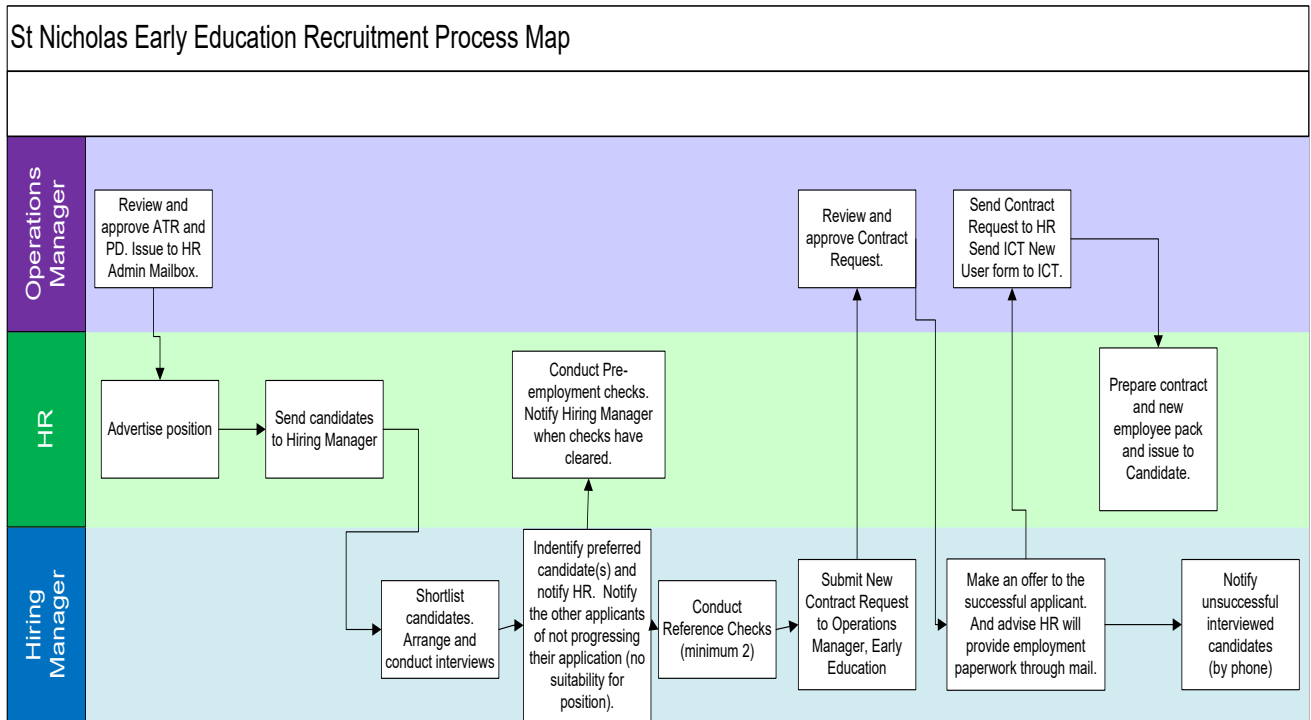 St Nicholas Early Education Recruitment Process Map
Operations
Manager
Review and
approve ATR and
PD. Issue to HR
Admin Mailbox.
Review and
approve Contract
Request.
Send Contract
Request to HR
Send ICT New
User form to ICT.
HR
Advertise position
Send candidates
to Hiring Manager
Conduct Pre-
employment checks.
Notify Hiring Manager
when checks have
cleared.
Prepare contract
and new
employee pack
and issue to
Candidate.
Hiring
Manager
Shortlist
candidates.
Arrange and
conduct interviews
Indentify preferred
candidate(s) and
notify HR.  Notify
the other applicants
of not progressing
their application (no
suitability for
position).
Conduct
Reference Checks
(minimum 2)
Submit New
Contract Request
to Operations
Manager, Early
Education
Make an offer to the
successful applicant.
And advise HR will
provide employment
paperwork through mail.
Notify
unsuccessful
interviewed
candidates
(by phone)